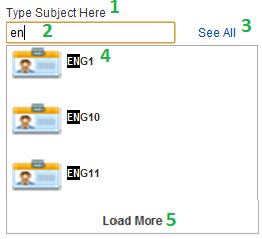 Type Subject Here 1
en 2 See All 3
ENG1 4
ENG10
ENG11
Load More 5